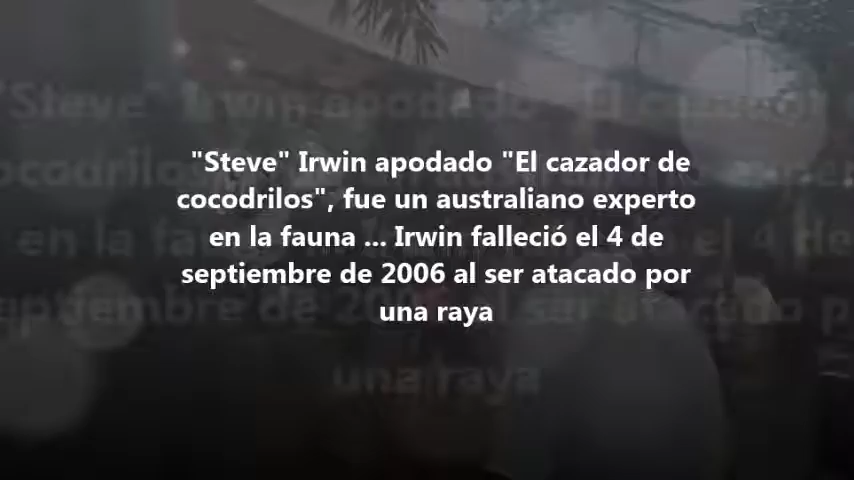 "Steve" Irwin apodado "El cazador de
cocodrilos", fue un australiano experto
en la fauna ... Irwin falleció el 4 de
septiembre de 2006 al ser atacado por
una raya